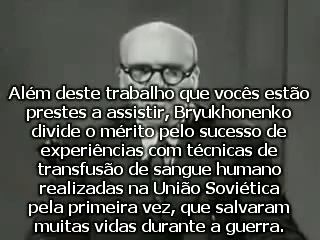 Além deste trabalho que vocês estão
prestes a assistir, Bryukhonenko
divide o mérito pelo sucesso de
experiências com técnicas de
transfusão de sangue humano
realizadas na União Soviética
pela primeira vez, que salvaram
muitas vidas durante a guerra.